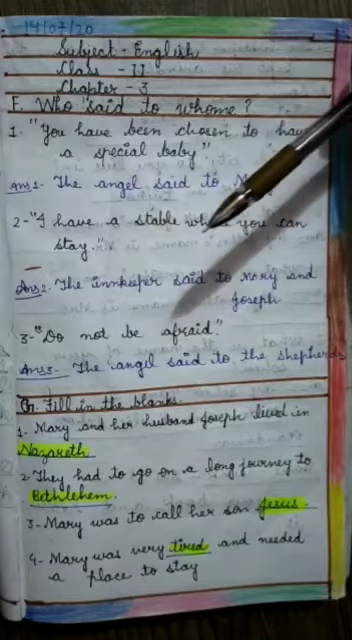 14/07/20
Subject - English
Class - II
Chapter - 3
F. Who said to whome?
1. "You have been chosen to have
a special baby"
Ans1- The angel said to
2-"I have a stable you can
stay."
Ans2. The innkeeper said to Mary and
Joseph
3-"Do not be afraid".
Ans3- The angel said to the shepherds
G. Fill in the blanks.
1. Mary and her husband Joseph lived in
Nazareth
2. They had to go on a long journey to
Bethlehem.
3- Mary was to call her son Jesus
4- Mary was very tired and needed
a place to stay